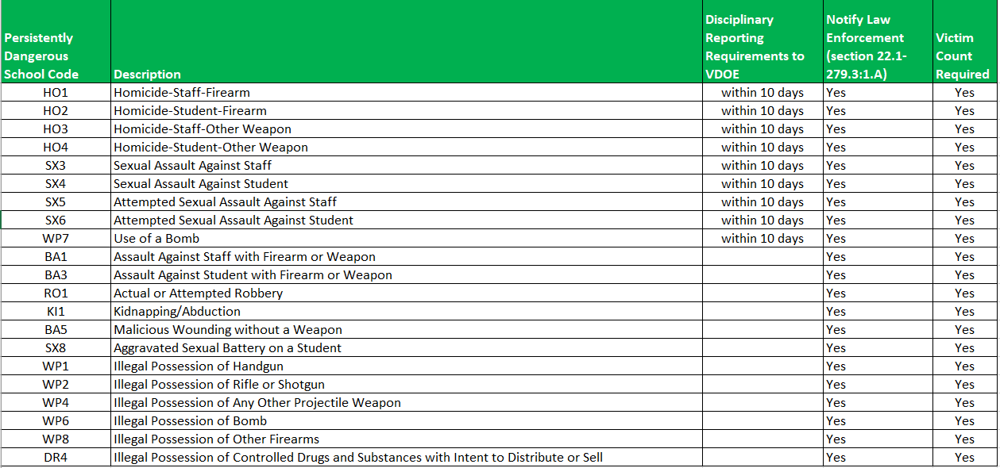 Persistently Dangerous School Code Description Disciplinary Reporting Requirements to VDOE Notify Law Enforcement (section 22.1-279.3:1.A) Victim Count Required
HO1 Homicide-Staff-Firearm within 10 days Yes Yes
HO2 Homicide-Student-Firearm within 10 days Yes Yes
HO3 Homicide-Staff-Other Weapon within 10 days Yes Yes
HO4 Homicide-Student-Other Weapon within 10 days Yes Yes
SX3 Sexual Assault Against Staff within 10 days Yes Yes
SX4 Sexual Assault Against Student within 10 days Yes Yes
SX5 Attempted Sexual Assault Against Staff within 10 days Yes Yes
SX6 Attempted Sexual Assault Against Student within 10 days Yes Yes
WP7 Use of a Bomb within 10 days Yes Yes
BA1 Assault Against Staff with Firearm or Weapon Yes Yes
BA3 Assault Against Student with Firearm or Weapon Yes Yes
RO1 Actual or Attempted Robbery Yes Yes
KI1 Kidnapping/Abduction Yes Yes
BA5 Malicious Wounding without a Weapon Yes Yes
SX8 Aggravated Sexual Battery on a Student Yes Yes
WP1 Illegal Possession of Handgun Yes Yes
WP2 Illegal Possession of Rifle or Shotgun Yes Yes
WP4 Illegal Possession of Any Other Projectile Weapon Yes Yes
WP6 Illegal Possession of Bomb Yes Yes
WP8 Illegal Possession of Other Firearms Yes Yes
DR4 Illegal Possession of Controlled Drugs and Substances with Intent to Distribute or Sell Yes Yes